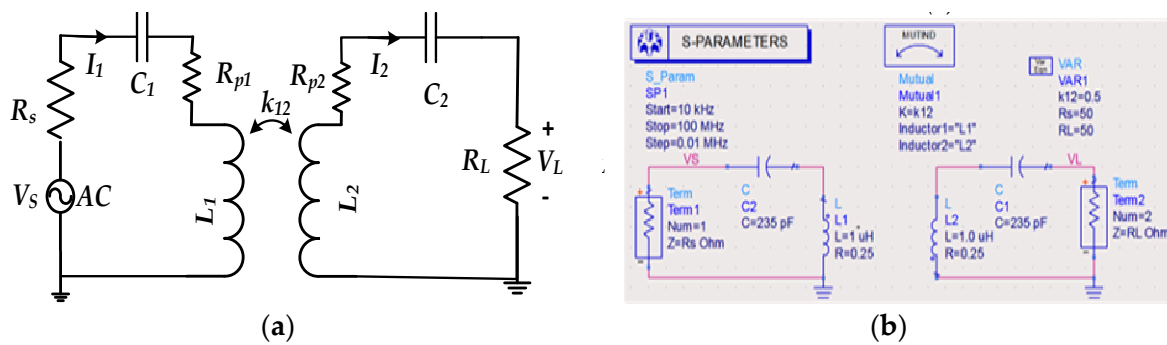 I1
C1
Rp1
Rs
VS
AC
L1
k12
Rp2
I2
C2
L2
RL
+
VL
-
(a)
S-PARAMETERS
S_Param
SP1
Start=10 kHz
Stop=100 MHz
Step=0.01 MHz
MUTIND
Mutual
Mutual1
K=k12
Inductor1="L1"
Inductor2="L2"
Var
Eqn
VAR
VAR1
k12=0.5
Rs=50
RL=50
VS
Term
Term1
Num=1
Z=Rs Ohm
C
C2
C=235 pF
L
L1
L=1 uH
R=0.25
L
L2
L=1.0 uH
R=0.25
C
C1
C=235 pF
VL
Term
Term2
Num=2
Z=RL Ohm
(b)